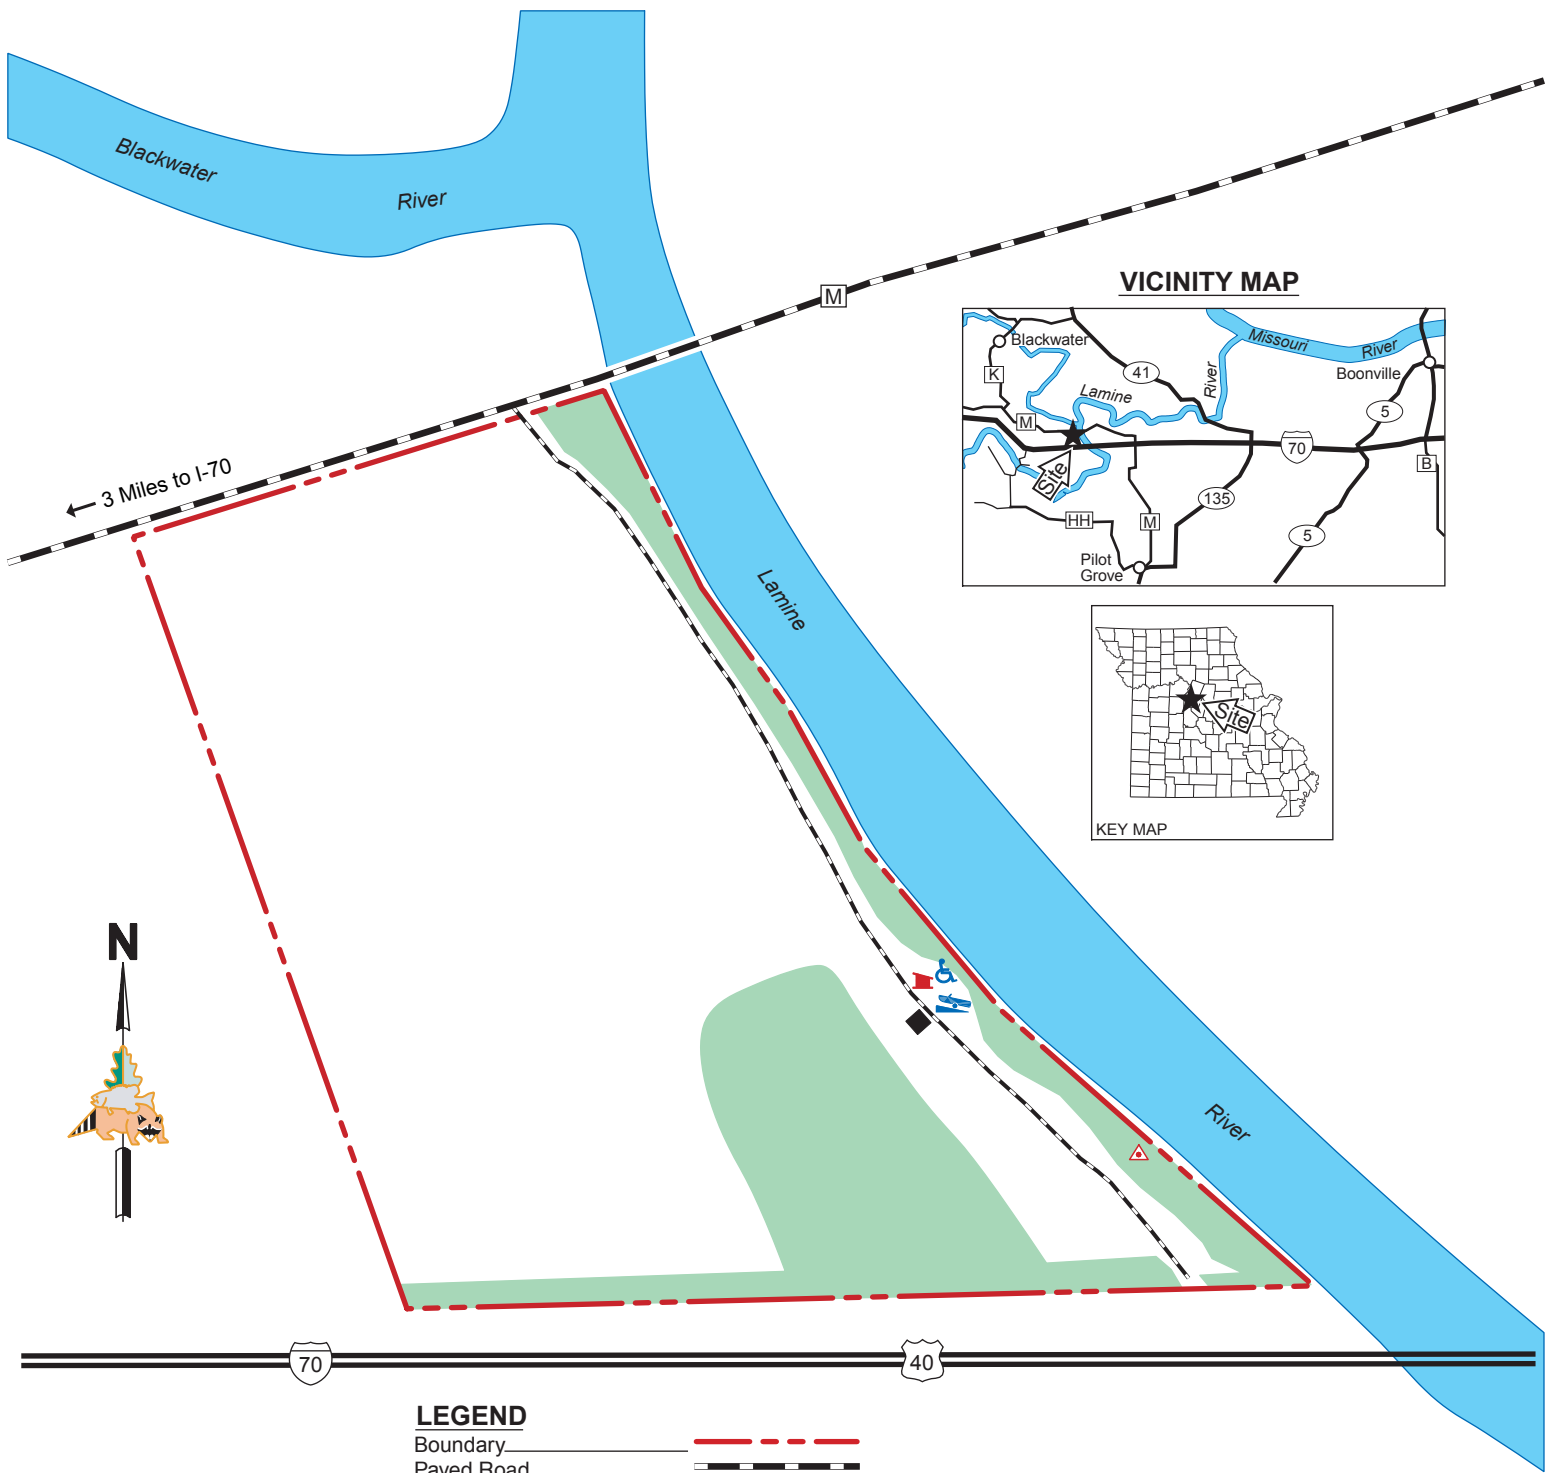 Blackwater
River
M
3 Miles to I-70
Lamine
River
VICINITY MAP
Blackwater
K
M
Lamine
41
River
Missouri
River
Boonville
5
70
B
Site
135
HH
M
5
Pilot
Grove
Site
KEY MAP
N
70
40
LEGEND
Boundary
Paved Road